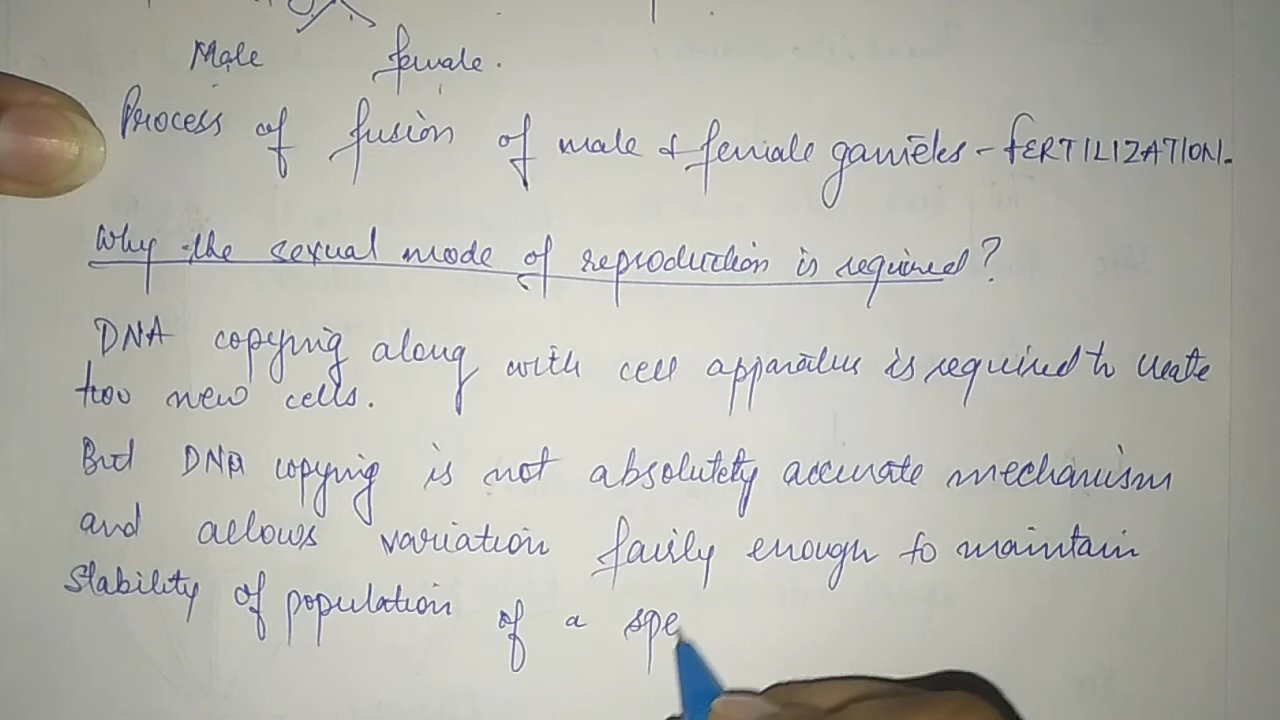 Male female.
Process of fusion of male & female gametes - FERTILIZATION.
Why the sexual mode of reproduction is required?
DNA copying along with cell apparatus is required to create
two new cells.
But DNA copying is not absolutely accurate mechanism
and allows variation fairly enough to maintain
stability of population of a spe